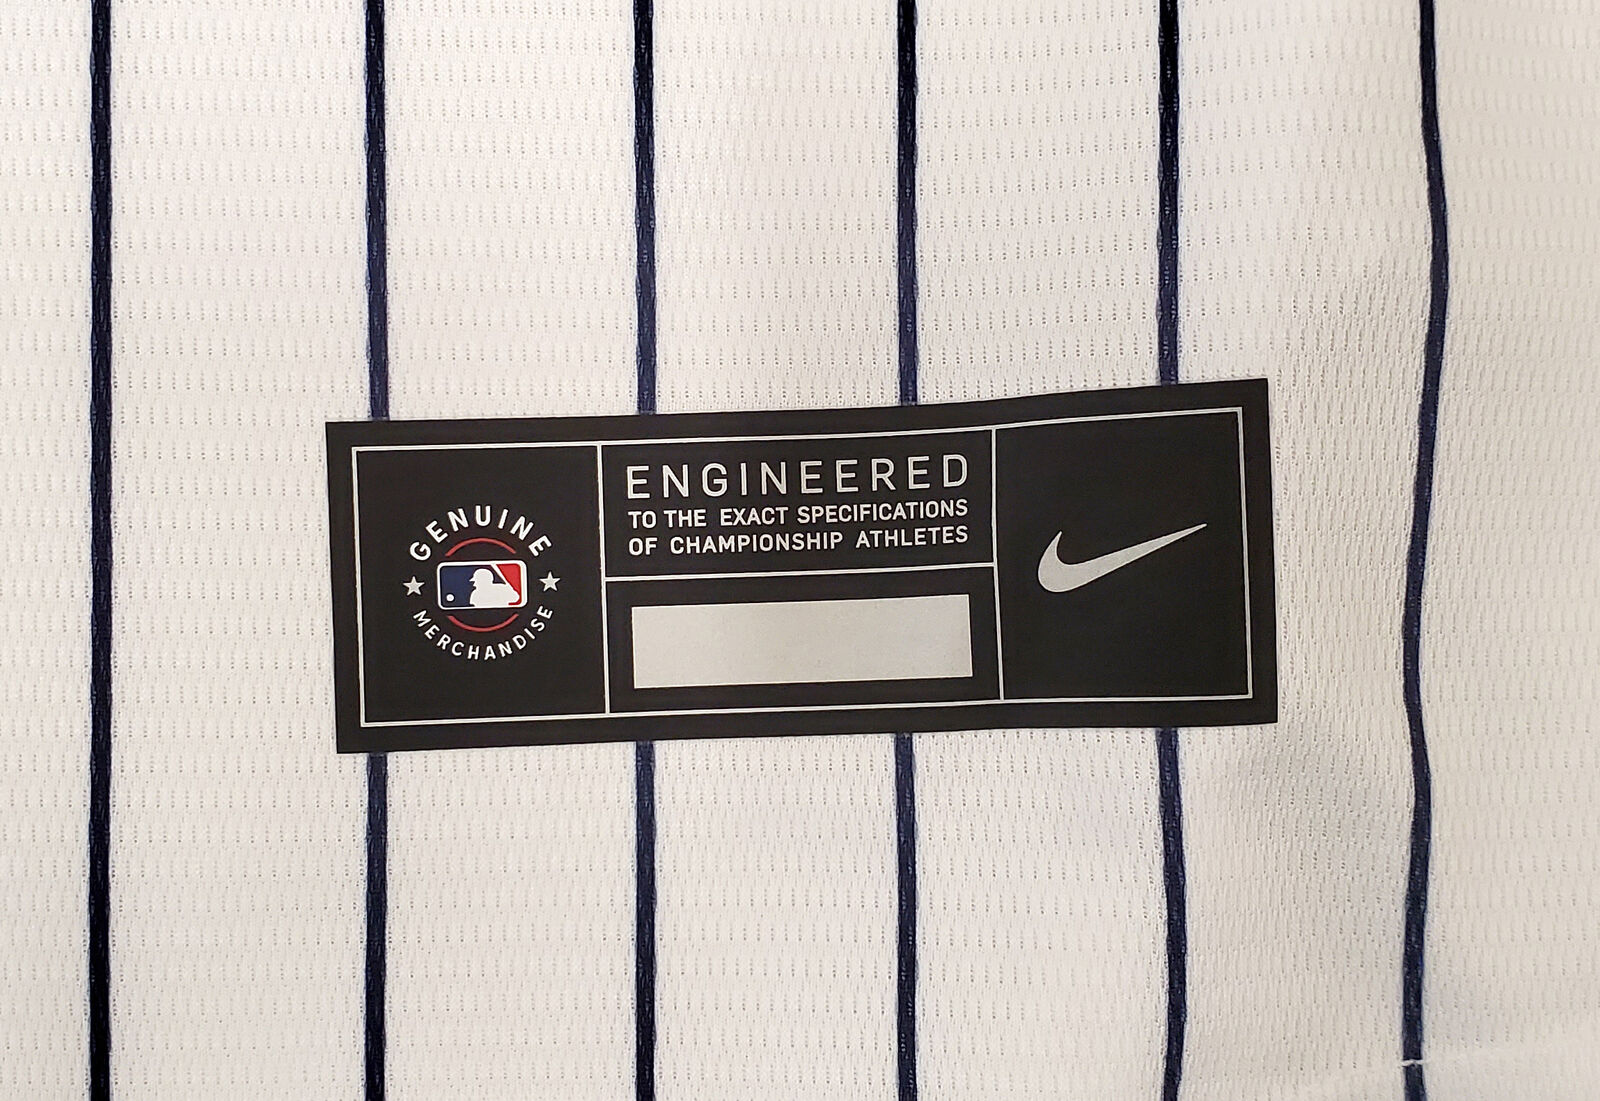 GENUINE
MERCHANDISE
ENGINEERED
TO THE EXACT SPECIFICATIONS
OF CHAMPIONSHIP ATHLETES